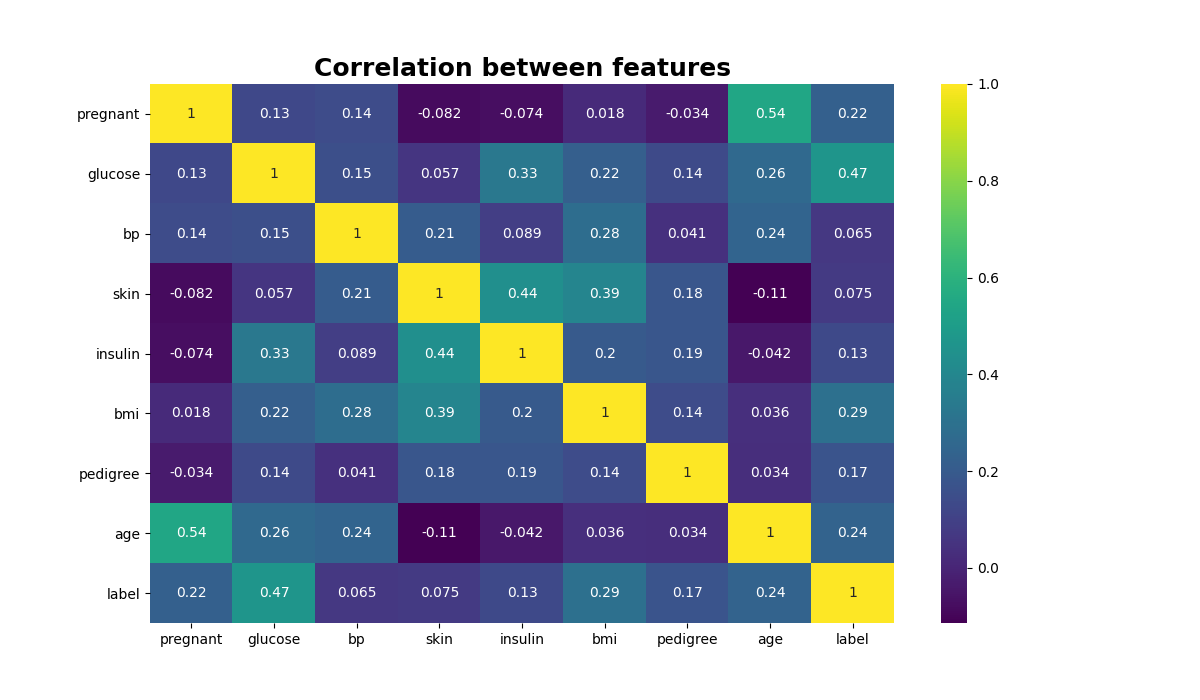 Correlation between features
pregnant 1 0.13 0.14 -0.082 -0.074 0.018 -0.034 0.54 0.22
glucose 0.13 1 0.15 0.057 0.33 0.22 0.14 0.26 0.47
bp 0.14 0.15 1 0.21 0.089 0.28 0.041 0.24 0.065
skin -0.082 0.057 0.21 1 0.44 0.39 0.18 -0.11 0.075
insulin -0.074 0.33 0.089 0.44 1 0.2 0.19 -0.042 0.13
bmi 0.018 0.22 0.28 0.39 0.2 1 0.14 0.036 0.29
pedigree -0.034 0.14 0.041 0.18 0.19 0.14 1 0.034 0.17
age 0.54 0.26 0.24 -0.11 -0.042 0.036 0.034 1 0.24
label 0.22 0.47 0.065 0.075 0.13 0.29 0.17 0.24 1
pregnant glucose bp skin insulin bmi pedigree age label
1.0
0.8
0.6
0.4
0.2
0.0